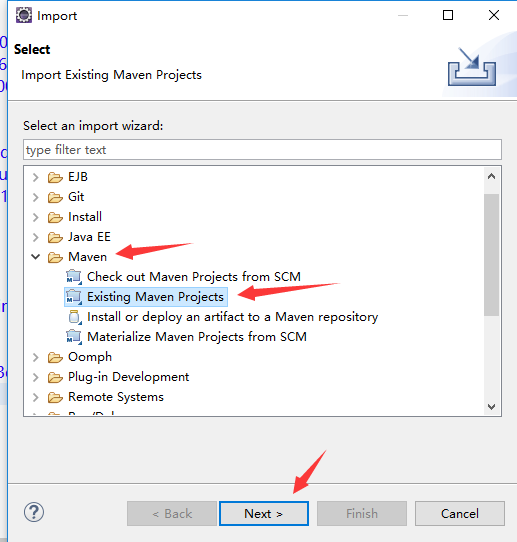 Import
Select
Import Existing Maven Projects
Select an import wizard:
type filter text
EJB
Git
Install
Java EE
Maven
Check out Maven Projects from SCM
Existing Maven Projects
Install or deploy an artifact to a Maven repository
Materialize Maven Projects from SCM
Oomph
Plug-in Development
Remote Systems
?
< Back
Next >
Finish
Cancel